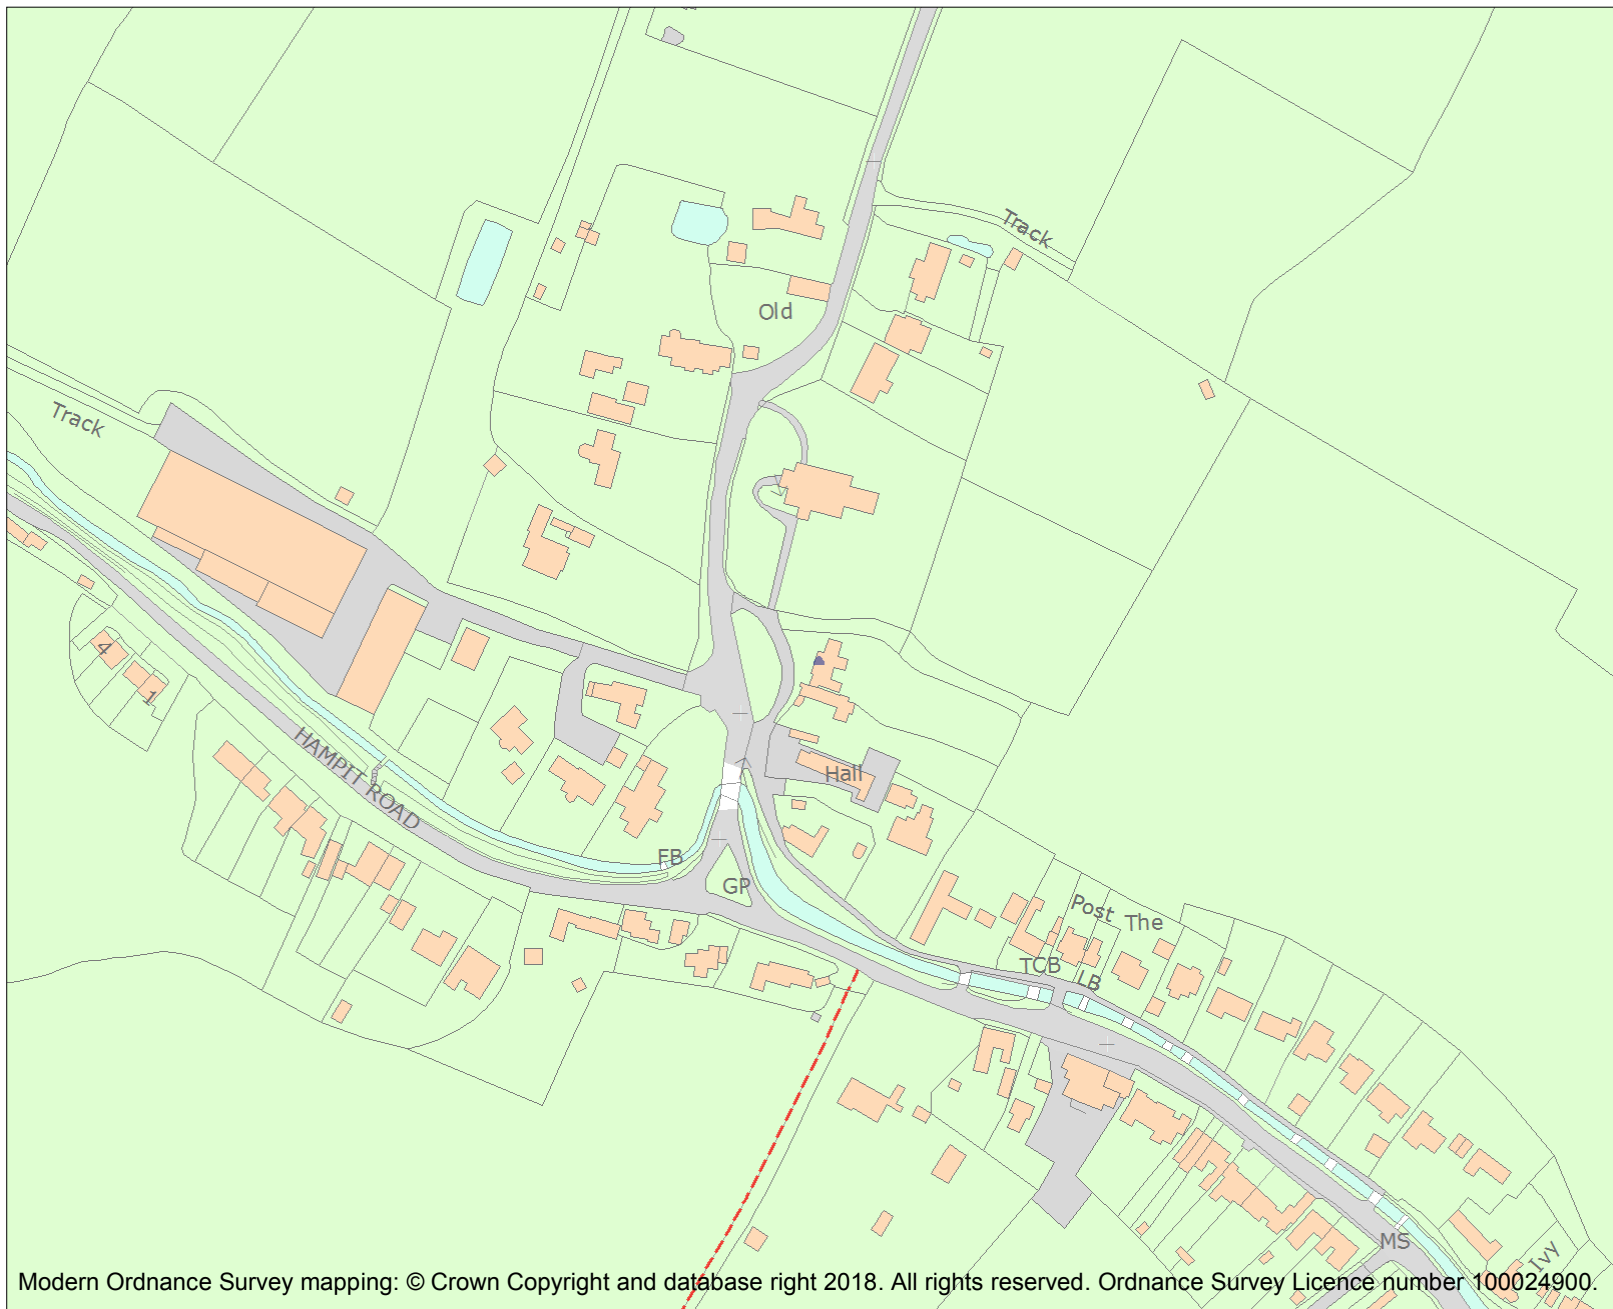 Track
Old
Track
4
1
HAMPIT ROAD
Hall
FB
GP
Post
The
TCB
LB
MS
Ivy
Modern Ordnance Survey mapping: © Crown Copyright and database right 2018. All rights reserved. Ordnance Survey Licence number 100024900.